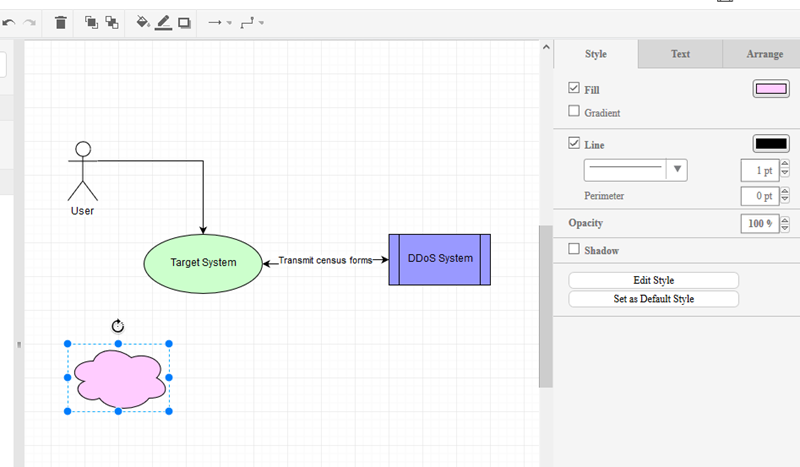 Style
Text
Arrange
Fill
Gradient
Line
1 pt
Perimeter
0 pt
Opacity
100 %
Shadow
Edit Style
Set as Default Style
User
Target System
Transmit census forms
DDoS System